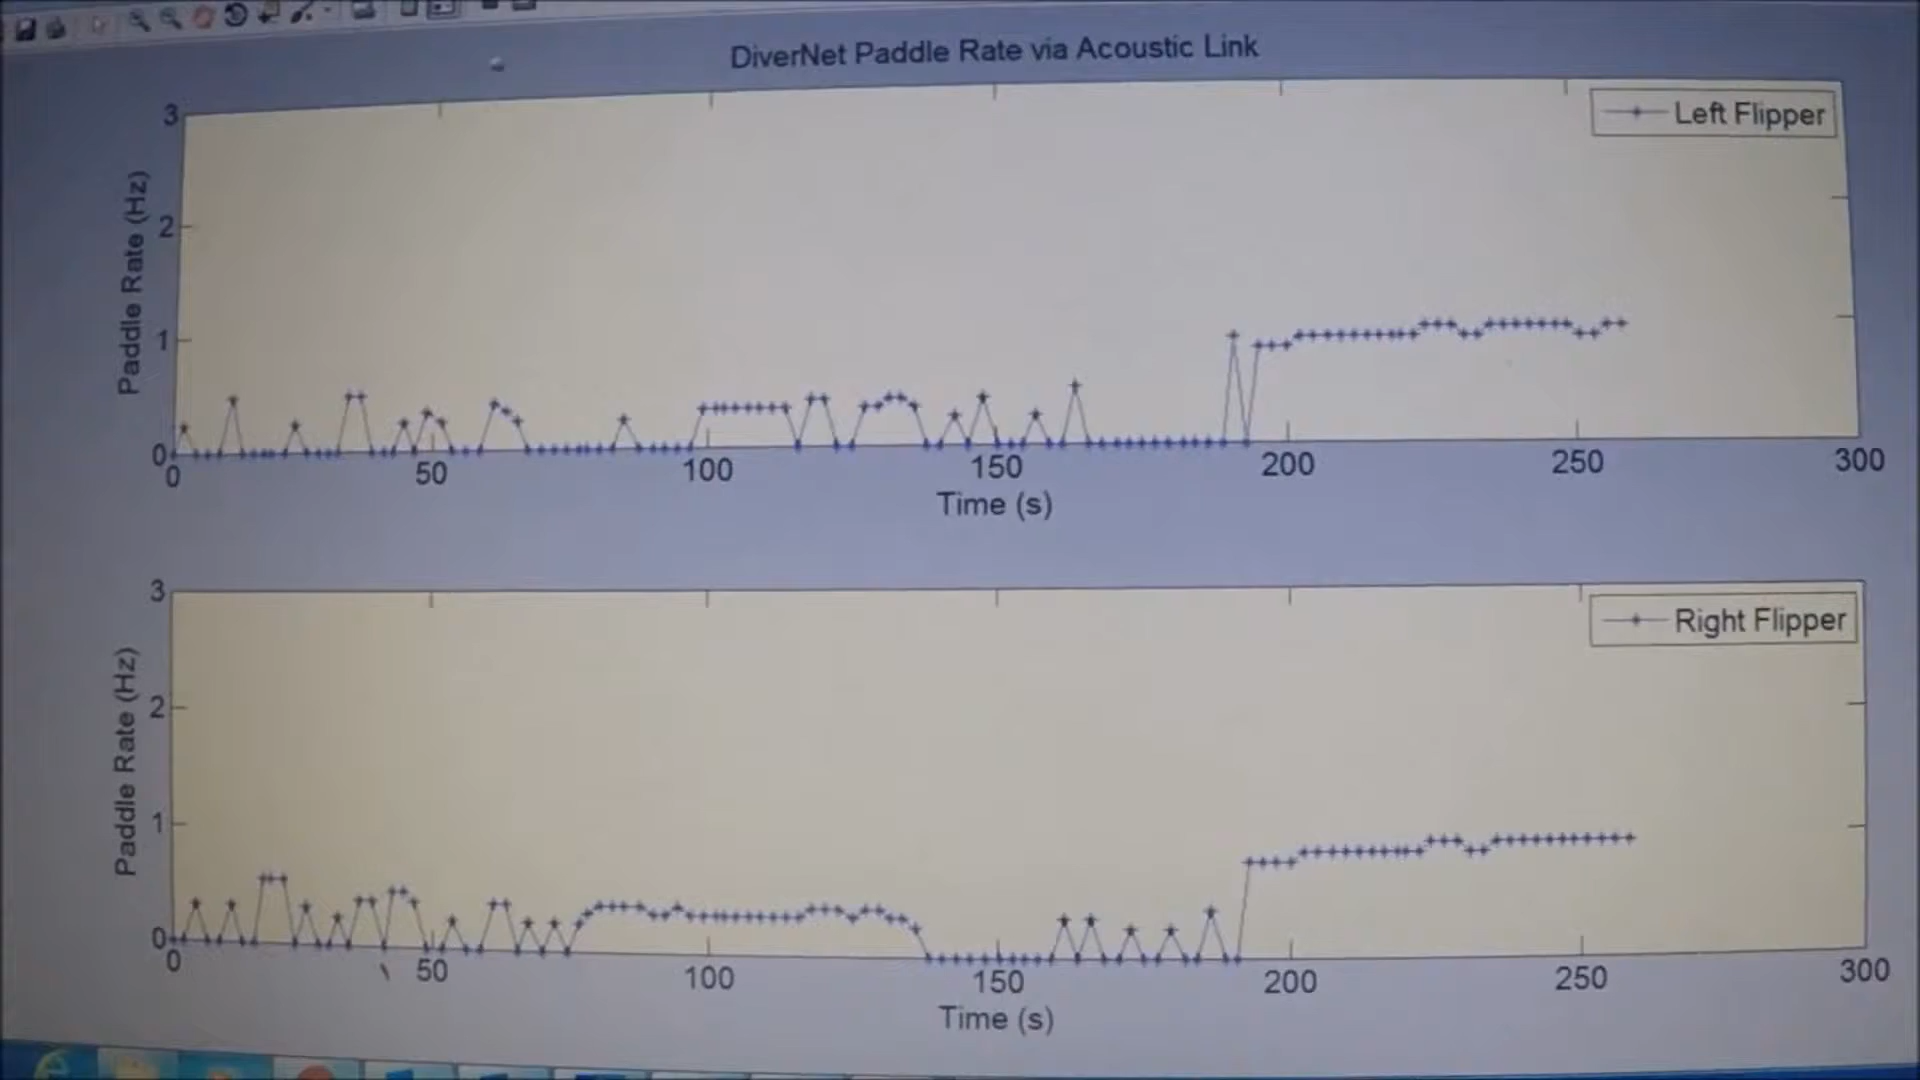 DiverNet Paddle Rate via Acoustic Link
Left Flipper
Paddle Rate (Hz)
3
2
1
0
0 50 100 150 200 250 300
Time (s)
Right Flipper
Paddle Rate (Hz)
3
2
1
0
0 50 100 150 200 250 300
Time (s)